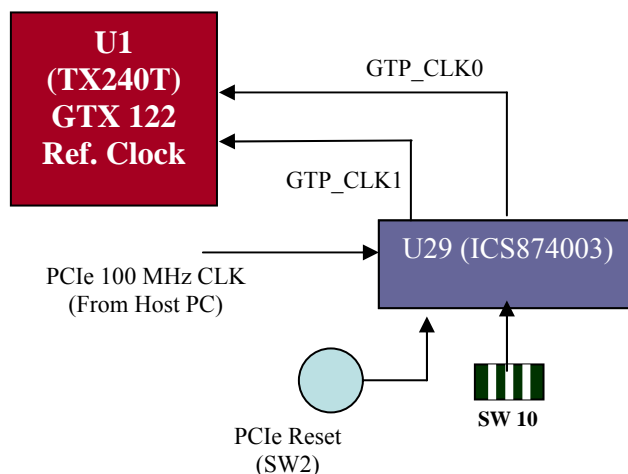 U1
(TX240T)
GTX 122
Ref. Clock
GTP_CLK0
GTP_CLK1
U29 (ICS874003)
PCIe 100 MHz CLK
(From Host PC)
SW 10
PCIe Reset
(SW2)